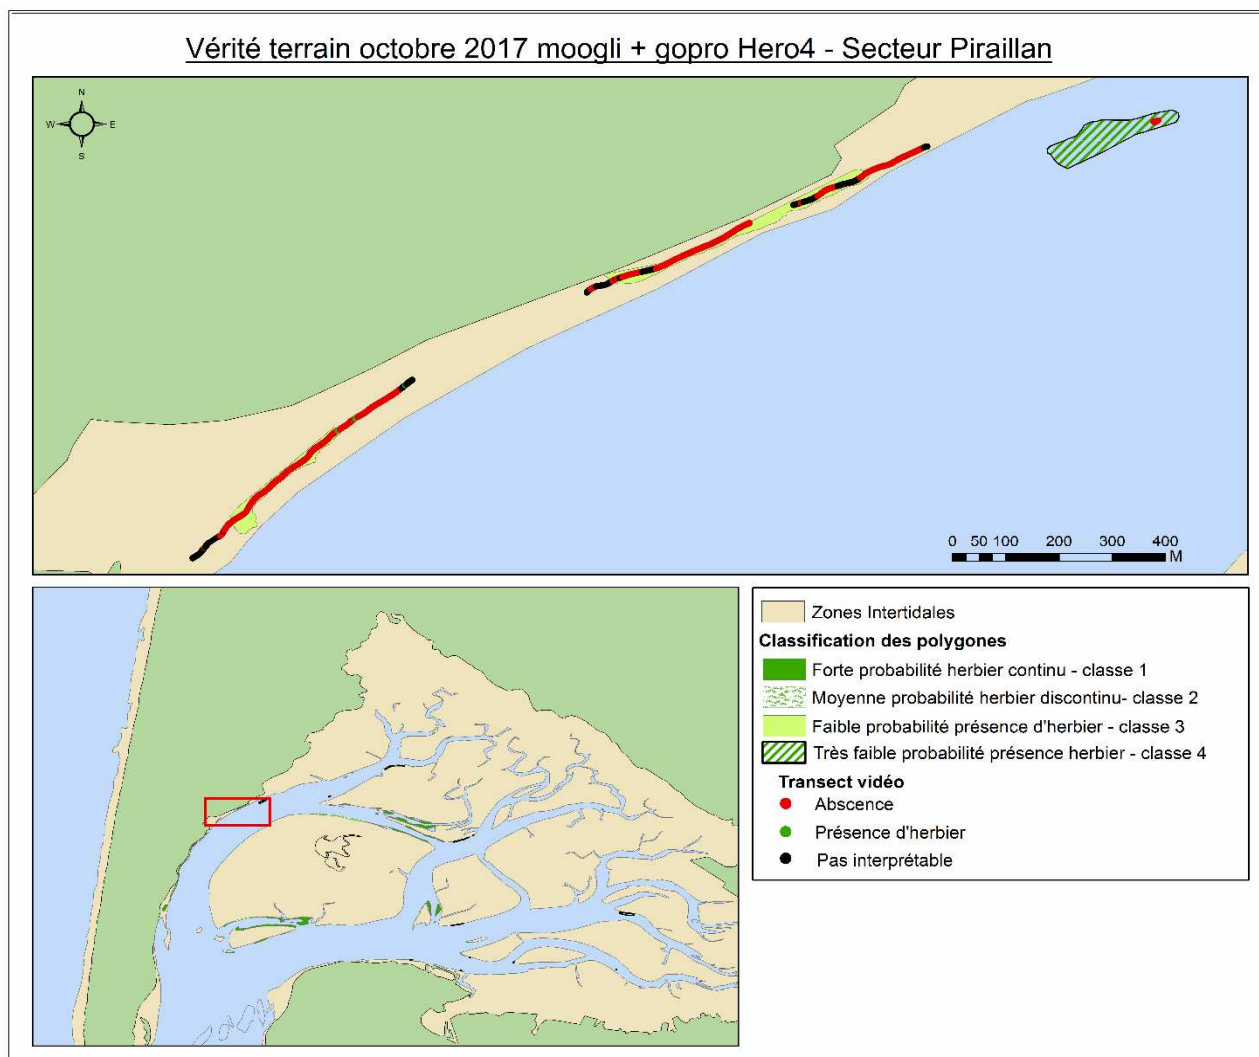 Vérité terrain octobre 2017 moogli + gopro Hero4 - Secteur Piraillan
N
W E
S
0 50 100 200 300 400
M
Zones Intertidales
Classification des polygones
Forte probabilité herbier continu - classe 1
Moyenne probabilité herbier discontinu- classe 2
Faible probabilité présence d'herbier - classe 3
Très faible probabilité présence herbier - classe 4
Transect vidéo
Abscence
Présence d'herbier
Pas interprétable